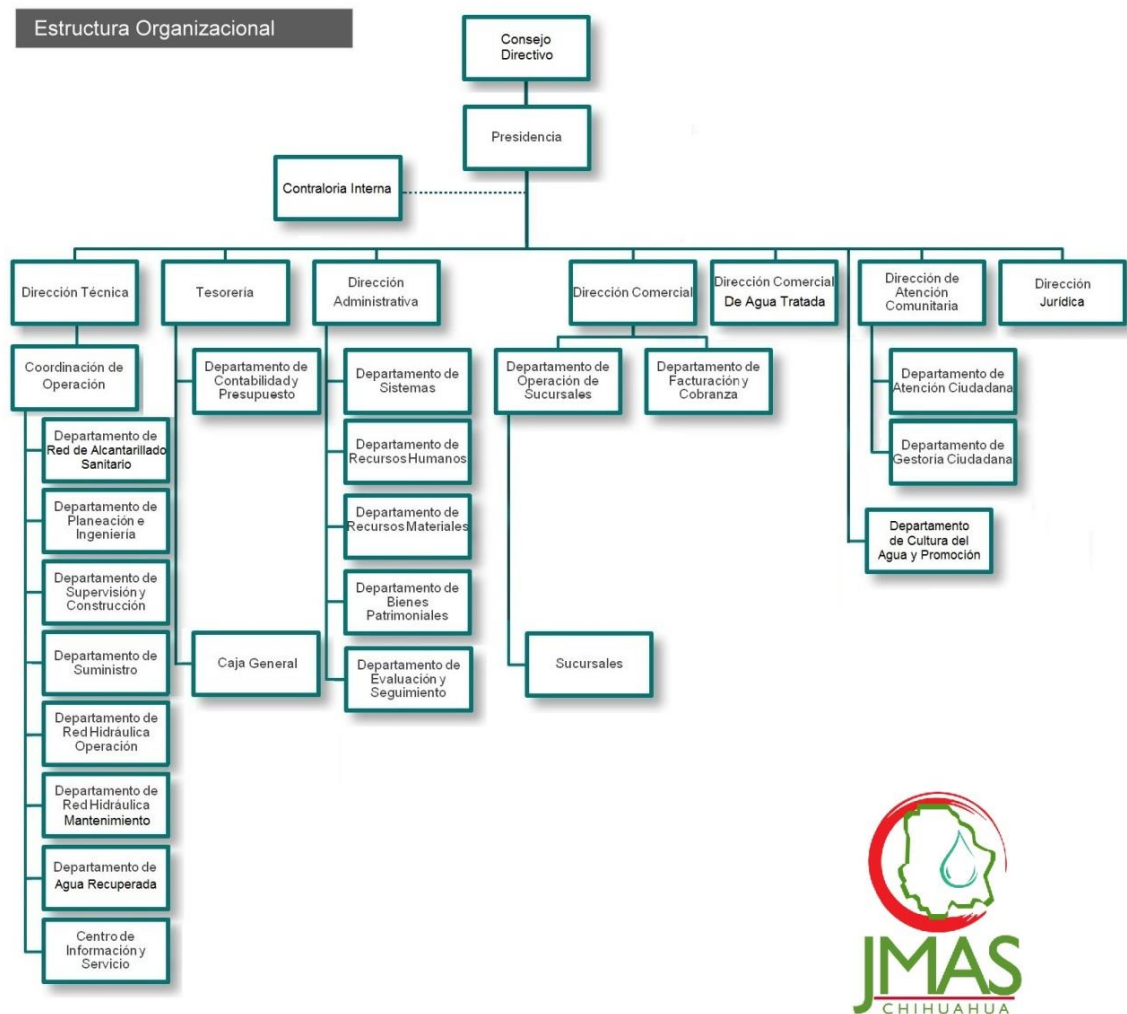 Estructura Organizacional
Consejo
Directivo
Presidencia
Contraloria Interna
Dirección Técnica
Tesorería
Dirección
Administrativa
Dirección Comercial
Dirección Comercial
De Agua Tratada
Dirección de
Atención
Comunitaria
Dirección
Jurídica
Coordinación de
Operación
Departamento de
Red de Alcantarillado
Sanitario
Departamento de
Planeación e
Ingeniería
Departamento de
Supervisión y
Construcción
Departamento de
Suministro
Departamento de
Red Hidráulica
Operación
Departamento de
Red Hidráulica
Mantenimiento
Departamento de
Agua Recuperada
Centro de
Información y
Servicio
Departamento de
Contabilidad y
Presupuesto
Caja General
Departamento de
Sistemas
Departamento de
Recursos Humanos
Departamento de
Recursos Materiales
Departamento de
Bienes
Patrimoniales
Departamento de
Evaluación y
Seguimiento
Departamento de
Operación de
Sucursales
Departamento de
Facturación y
Cobranza
Sucursales
Departamento de
Atención Ciudadana
Departamento de
Gestoría Ciudadana
Departamento
de Cultura del
Agua y Promoción
JMAS
CHIHUAHUA